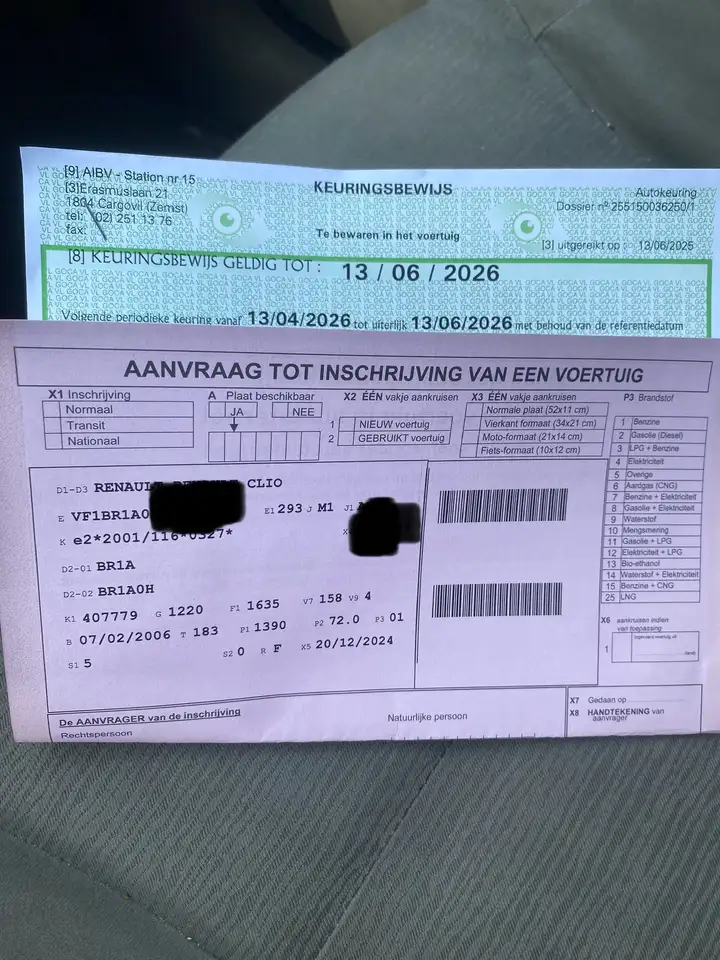 [9] AIBV - Station nr 15
[3]Erasmuslaan 21
1804 Cargovil (Zemst)
tel: (02) 251 13 76
fax:
KEURINGSBEWIJS
Te bewaren in het voertuig
Autokeuring
Dossier nº 255150036250/1
[3] uitgereikt op : 13/06/2025
[8] KEURINGSBEWIJS GELDIG TOT : 13 / 06 / 2026
Volgende periodieke keuring vanaf 13/04/2026 tot uiterlijk 13/06/2026 met behoud van de referentiedatum
AANVRAAG TOT INSCHRIJVING VAN EEN VOERTUIG
X1 Inschrijving
Normaal
Transit
Nationaal
A Plaat beschikbaar
JA NEE
X2 ÉÉN vakje aankruisen
1 NIEUW voertuig
2 GEBRUIKT voertuig
X3 ÉÉN vakje aankruisen
Normale plaat (52x11 cm)
Vierkant formaat (34x21 cm)
Moto-formaat (21x14 cm)
Fiets-formaat (10x12 cm)
P3 Brandstof
1 Benzine
2 Gasolie (Diesel)
3 LPG + Benzine
4 Elektriciteit
5 Overige
6 Aardgas (CNG)
7 Benzine + Elektriciteit
8 Gasolie + Elektriciteit
9 Waterstof
10 Mengsmering
11 Gasolie + LPG
12 Elektriciteit + LPG
13 Bio-ethanol
14 Waterstof + Elektriciteit
15 Benzine + CNG
25 LNG
D1-D3 RENAULT CLIO
E VF1BR1A0 E1 293 J M1 J1
K e2*2001/116*0327*
D2-01 BR1A
D2-02 BR1A0H
K1 407779 G 1220 F1 1635 V7 158 V9 4
B 07/02/2006 T 183 P1 1390 P2 72.0 P3 01
S1 5 S2 0 R F X5 20/12/2024
X6 aankruisen indien
van toepassing
1
De AANVRAGER van de inschrijving
Rechtspersoon
Natuurlijke persoon
X7 Gedaan op
X8 HANDTEKENING van
aanvrager